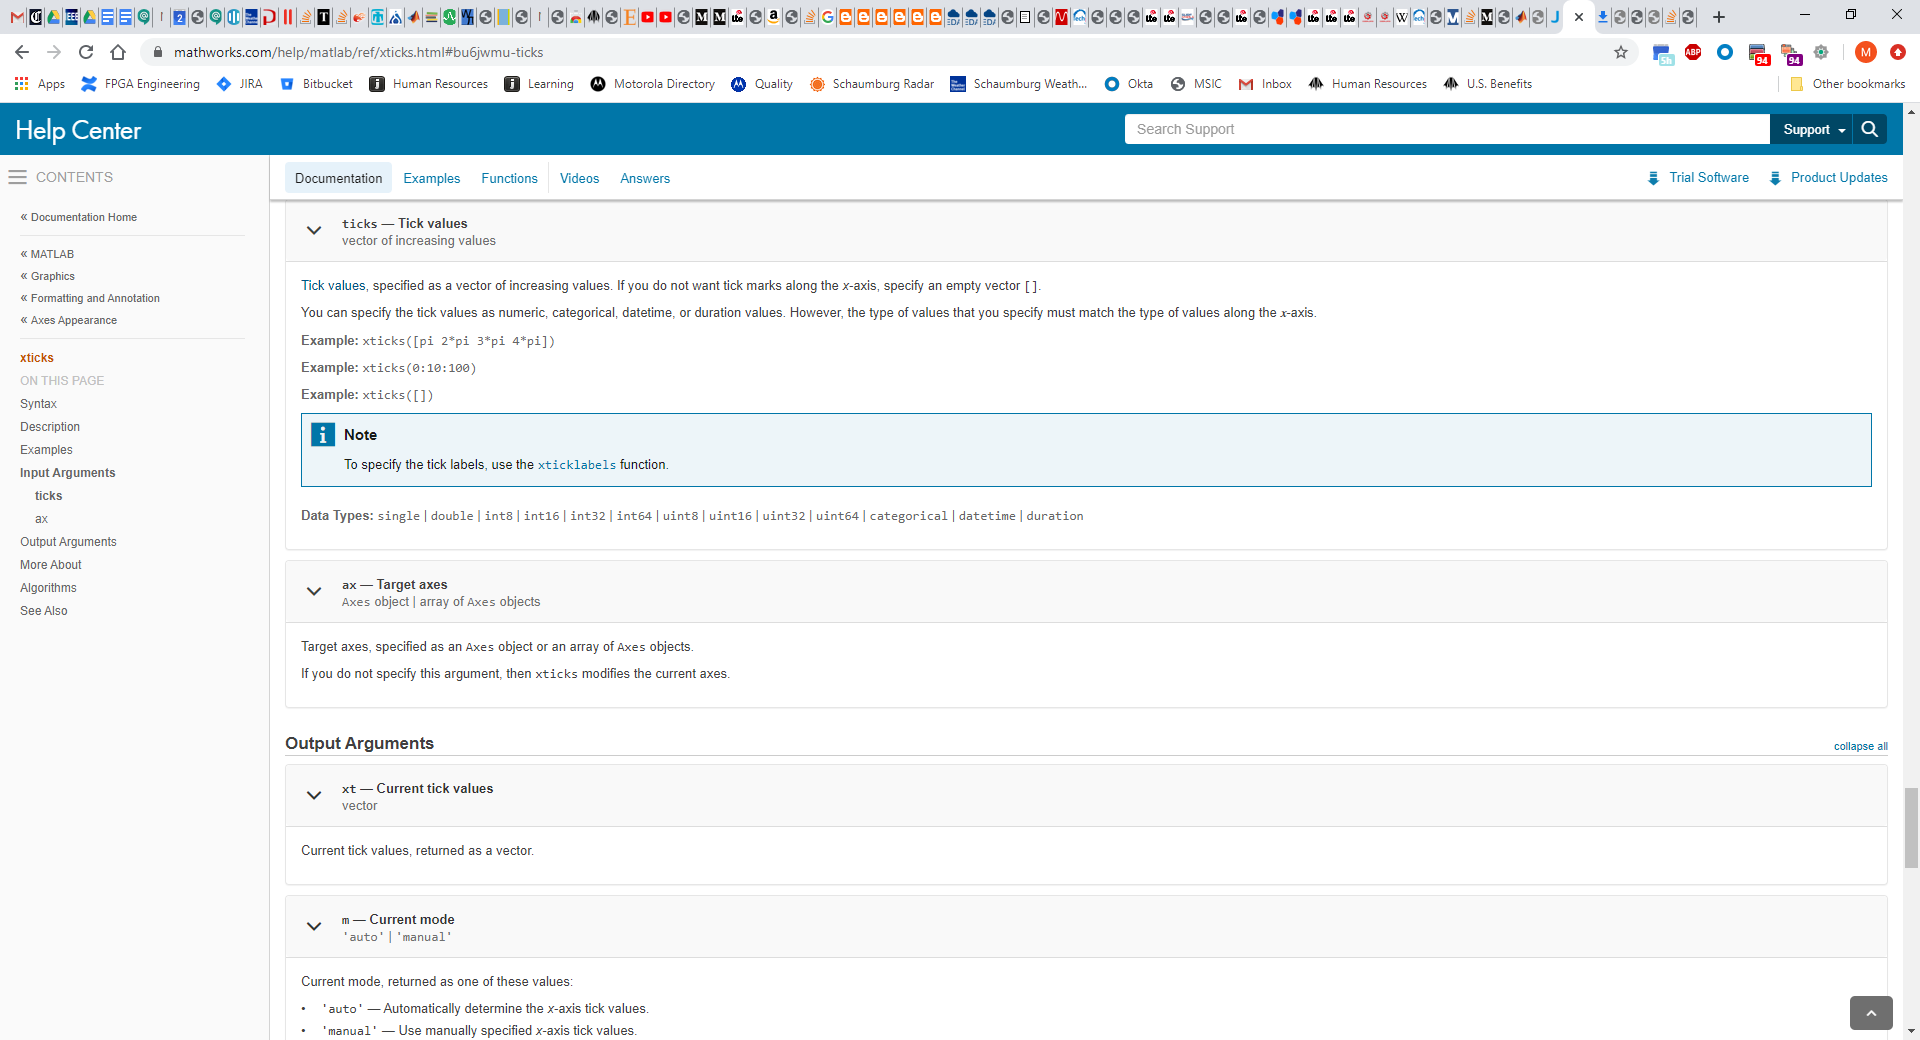 mathworks.com/help/matlab/ref/xticks.html#bu6jwmu-ticks
Apps FPGA Engineering JIRA Bitbucket Human Resources Learning Motorola Directory Quality Schaumburg Radar Schaumburg Weath... Okta MSIC Inbox Human Resources U.S. Benefits Other bookmarks
Help Center
Search Support
Support
CONTENTS
Documentation Examples Functions Videos Answers
Trial Software Product Updates
« Documentation Home
« MATLAB
« Graphics
« Formatting and Annotation
« Axes Appearance
xticks
ON THIS PAGE
Syntax
Description
Examples
Input Arguments
ticks
ax
Output Arguments
More About
Algorithms
See Also
ticks — Tick values
vector of increasing values
Tick values, specified as a vector of increasing values. If you do not want tick marks along the x-axis, specify an empty vector [].
You can specify the tick values as numeric, categorical, datetime, or duration values. However, the type of values that you specify must match the type of values along the x-axis.
Example: xticks([pi 2*pi 3*pi 4*pi])
Example: xticks(0:10:100)
Example: xticks([])
Note
To specify the tick labels, use the xticklabels function.
Data Types: single | double | int8 | int16 | int32 | int64 | uint8 | uint16 | uint32 | uint64 | categorical | datetime | duration
ax — Target axes
Axes object | array of Axes objects
Target axes, specified as an Axes object or an array of Axes objects.
If you do not specify this argument, then xticks modifies the current axes.
Output Arguments
collapse all
xt — Current tick values
vector
Current tick values, returned as a vector.
m — Current mode
'auto' | 'manual'
Current mode, returned as one of these values:
• 'auto' — Automatically determine the x-axis tick values.
• 'manual' — Use manually specified x-axis tick values.